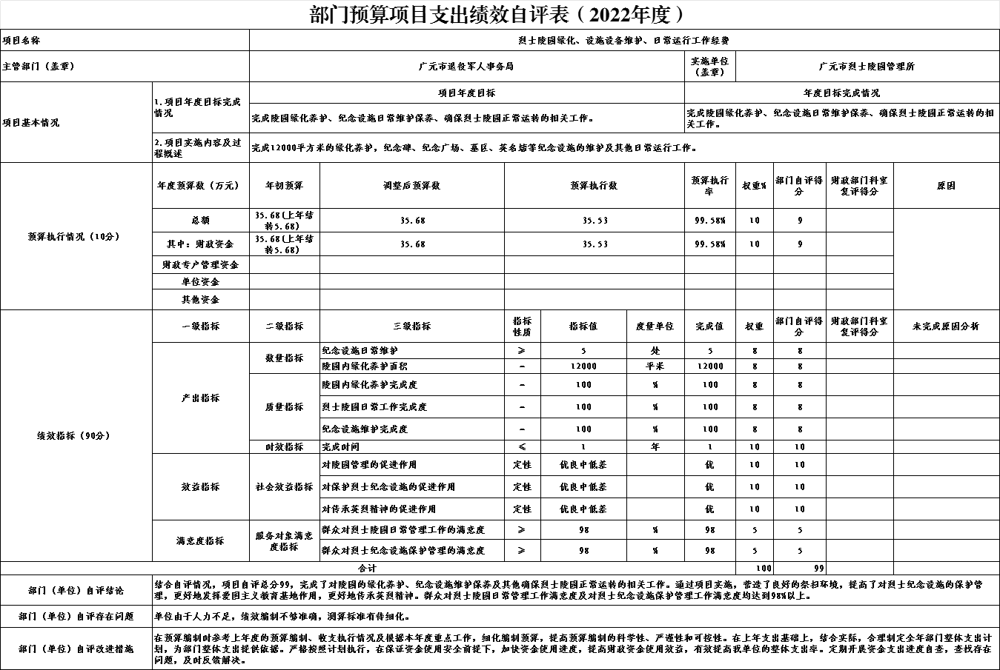 部门预算项目支出绩效自评表（2022年度）
项目名称 烈士陵园绿化、设施设备维护、日常运行工作经费
主管部门（盖章） 广元市退役军人事务局 实施单位（盖章） 广元市烈士陵园管理所
项目基本情况 1.项目年度目标完成情况 项目年度目标 年度目标完成情况
完成陵园绿化养护、纪念设施日常维护保养、确保烈士陵园正常运转的相关工作。 完成陵园绿化养护、纪念设施日常维护保养、确保烈士陵园正常运转的相关工作。
2.项目实施内容及过程概述 完成12000平方米的绿化养护，纪念碑、纪念广场、墓区、英名墙等纪念设施的维护及其他日常运行工作。
预算执行情况（10分） 年度预算数（万元） 年初预算 调整后预算数 预算执行数 预算执行率 权重% 部门自评得分 财政部门科室复评得分 原因
总额 35.68(上年结转5.68) 35.68 35.53 99.58% 10 9
其中：财政资金 35.68(上年结转5.68) 35.68 35.53 99.58% 10 9
财政专户管理资金
单位资金
其他资金
绩效指标（90分） 一级指标 二级指标 三级指标 指标性质 指标值 度量单位 完成值 权重 部门自评得分 财政部门科室复评得分 未完成原因分析
产出指标 数量指标 纪念设施日常维护 ≥ 5 处 5 8 8
陵园内绿化养护面积 = 12000 平米 12000 8 8
质量指标 陵园内绿化养护完成度 = 100 % 100 8 8
烈士陵园日常工作完成度 = 100 % 100 8 8
纪念设施维护完成度 = 100 % 100 8 8
时效指标 完成时间 ≤ 1 年 1 10 10
效益指标 社会效益指标 对陵园管理的促进作用 定性 优良中低差 优 10 10
对保护烈士纪念设施的促进作用 定性 优良中低差 优 10 10
对传承英烈精神的促进作用 定性 优良中低差 优 10 10
满意度指标 服务对象满意度指标 群众对烈士陵园日常管理工作的满意度 ≥ 98 % 98 5 5
群众对烈士纪念设施保护管理的满意度 ≥ 98 % 98 5 5
合计 100 99
部门（单位）自评结论 结合自评情况，项目自评总分99，完成了对陵园的绿化养护、纪念设施维护保养及其他确保烈士陵园正常运转的相关工作。通过项目实施，营造了良好的祭扫环境，提高了对烈士纪念设施的保护管
理，更好地发挥爱国主义教育基地作用，更好地传承英烈精神。群众对烈士陵园日常管理工作满意度及对烈士纪念设施保护管理工作满意度均达到98%以上。
部门（单位）自评存在问题 单位由于人力不足，绩效编制不够准确，测算标准有待细化。
部门（单位）自评改进措施 在预算编制时参考上年度的预算编制、收支执行情况及根据本年度重点工作，细化编制预算，提高预算编制的科学性、严谨性和可控性。在上年支出基础上，结合实际，合理制定全年部门整体支出计
划，为部门整体支出提供依据。严格按照计划执行，在保证资金使用安全前提下，加快资金使用进度，提高财政资金使用效益，有效提高我单位的整体支出率。定期开展资金支出进度自查，查找存在
问题，及时反馈解决。